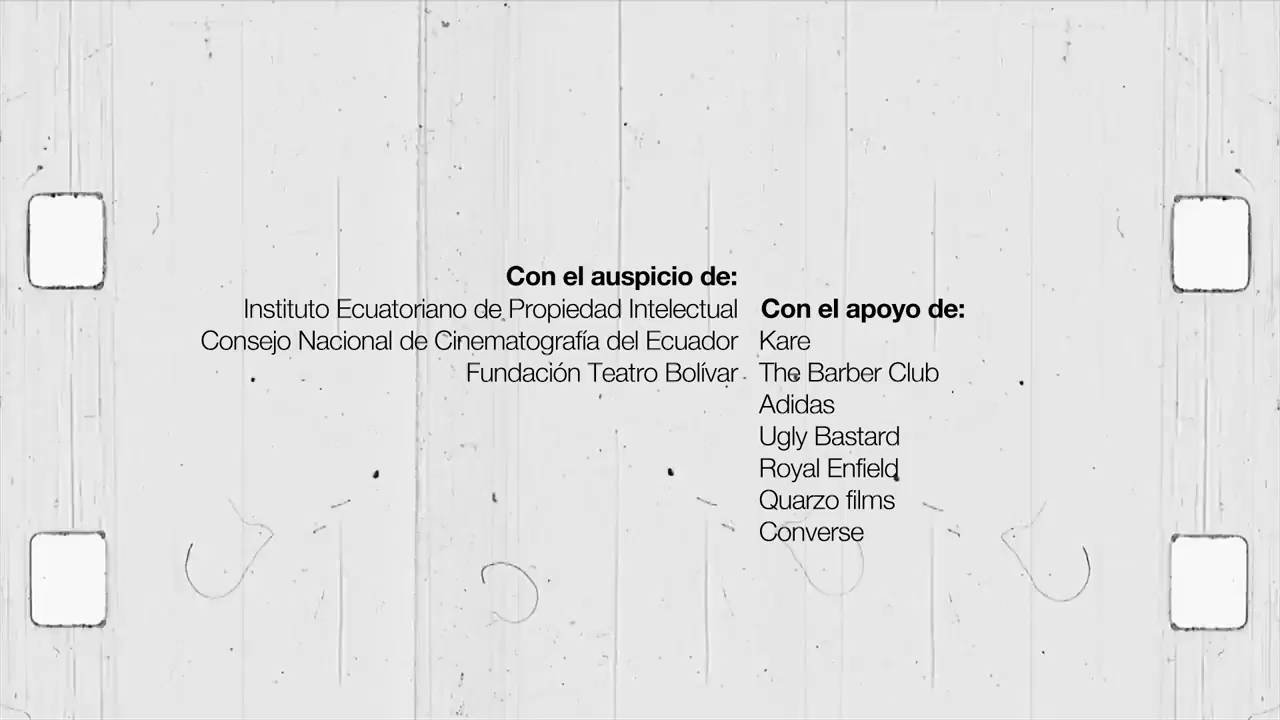 Con el auspicio de:
Instituto Ecuatoriano de Propiedad Intelectual
Consejo Nacional de Cinematografía del Ecuador
Fundación Teatro Bolívar
Con el apoyo de:
Kare
The Barber Club
Adidas
Ugly Bastard
Royal Enfield
Quarzo films
Converse